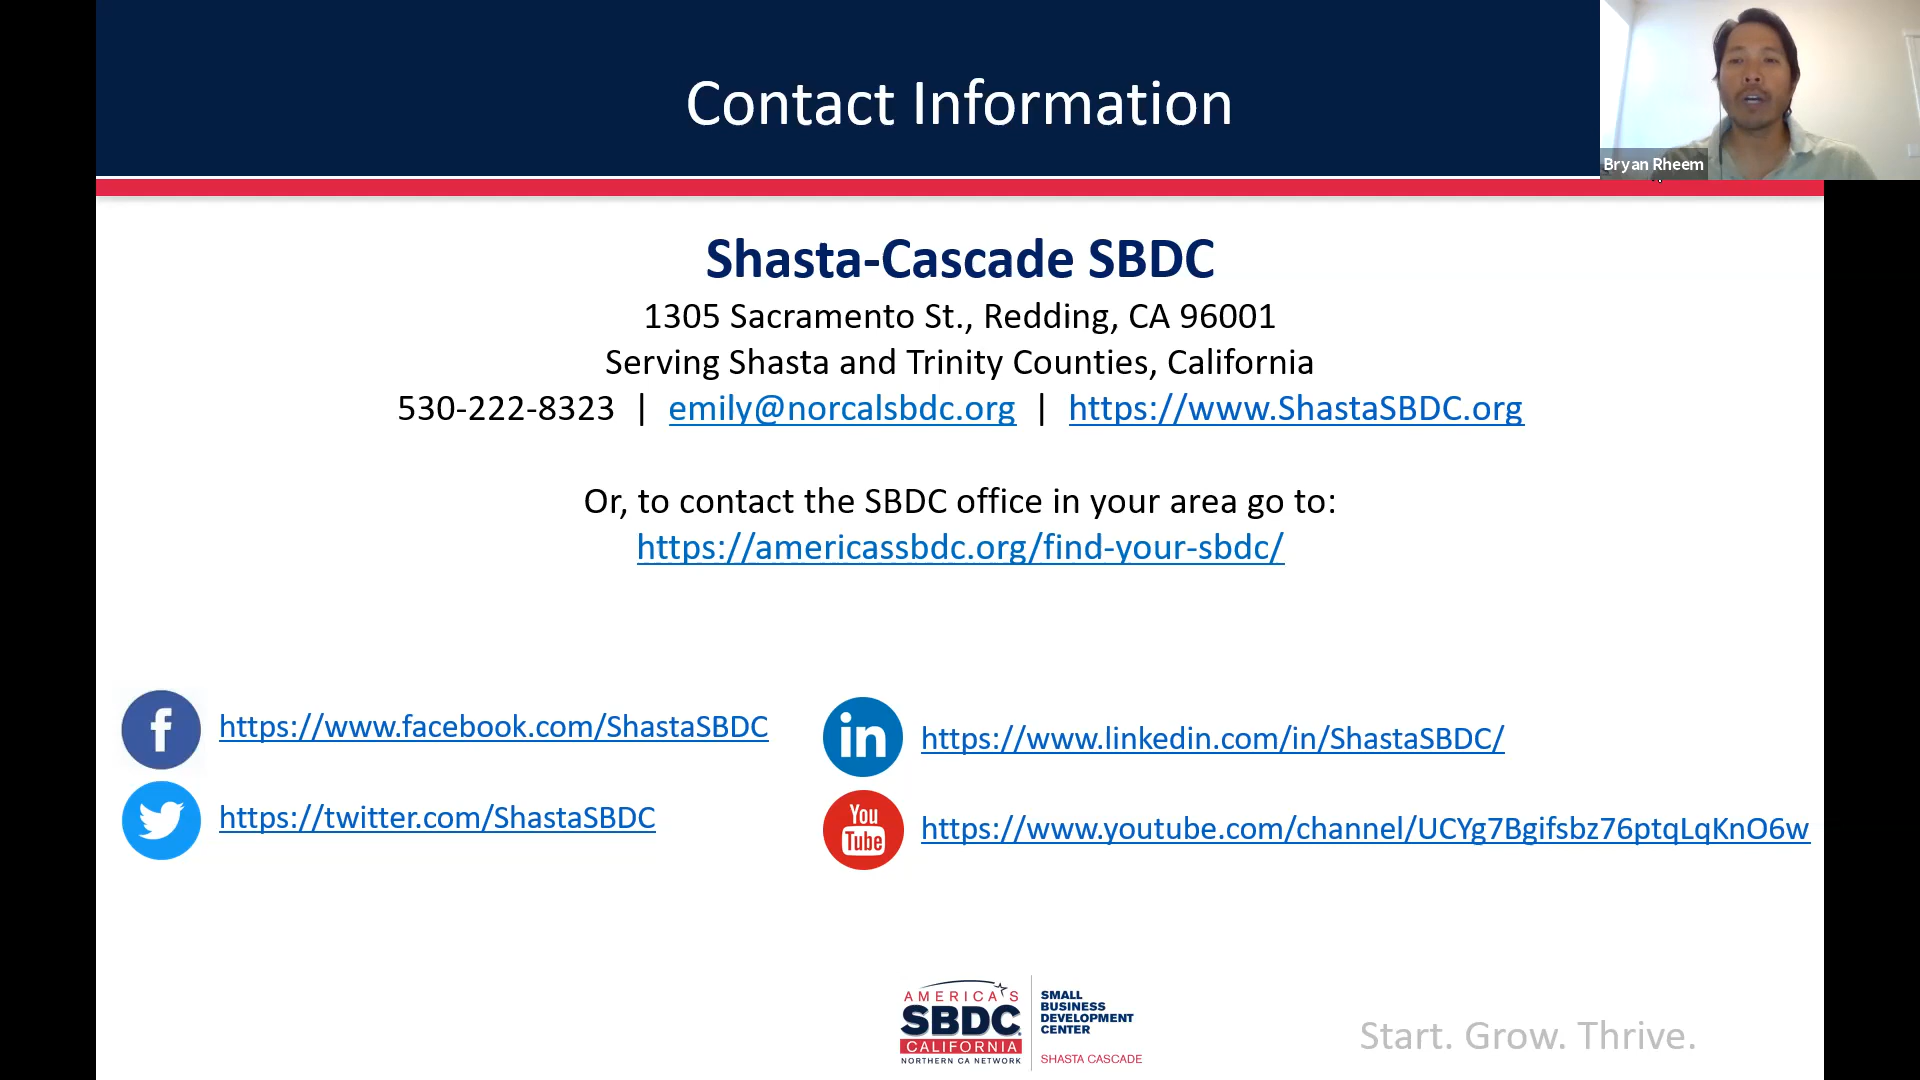 Contact Information
Bryan Rheem
Shasta-Cascade SBDC
1305 Sacramento St., Redding, CA 96001
Serving Shasta and Trinity Counties, California
530-222-8323 | emily@norcalsbdc.org | https://www.ShastaSBDC.org
Or, to contact the SBDC office in your area go to:
https://americassbdc.org/find-your-sbdc/
f https://www.facebook.com/ShastaSBDC
in https://www.linkedin.com/in/ShastaSBDC/
https://twitter.com/ShastaSBDC
You
Tube
https://www.youtube.com/channel/UCYg7Bgifsbz76ptqLqKnO6w
AMERICA'S
SBDC
CALIFORNIA
NORTHERN CA NETWORK
SMALL
BUSINESS
DEVELOPMENT
CENTER
SHASTA CASCADE
Start. Grow. Thrive.